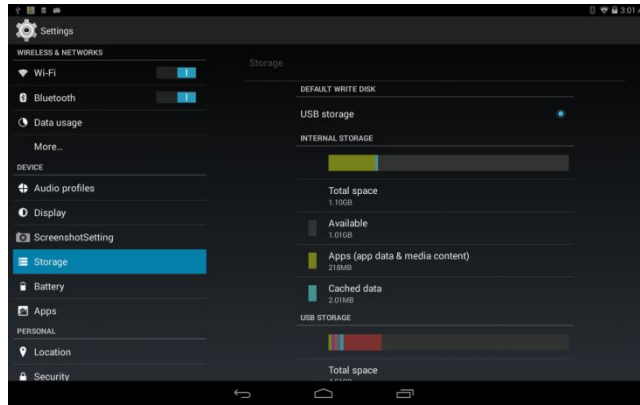 3:01
Settings
WIRELESS & NETWORKS
Wi-Fi
Bluetooth
Data usage
More...
DEVICE
Audio profiles
Display
ScreenshotSetting
Storage
Battery
Apps
PERSONAL
Location
Security
Storage
DEFAULT WRITE DISK
USB storage
INTERNAL STORAGE
Total space
1.10GB
Available
1.01GB
Apps (app data & media content)
218MB
Cached data
2.01MB
USB STORAGE
Total space